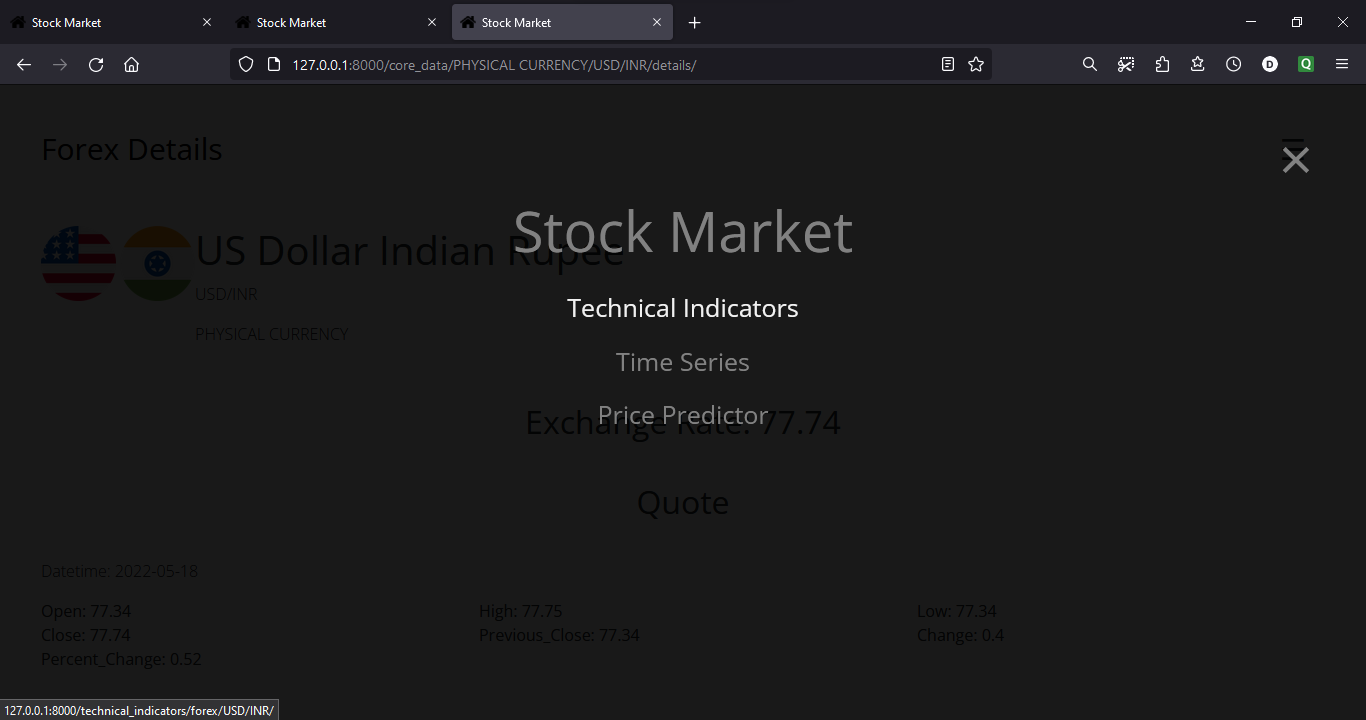 Stock Market
Stock Market
Stock Market
127.0.0.1:8000/core_data/PHYSICAL CURRENCY/USD/INR/details/
D
Q
Forex Details
Stock Market
US Dollar Indian Rupee
USD/INR
Technical Indicators
PHYSICAL CURRENCY
Time Series
Price Predictor
Exchange Rate: 77.74
Quote
Datetime: 2022-05-18
Open: 77.34 High: 77.75 Low: 77.34
Close: 77.74 Previous_Close: 77.34 Change: 0.4
Percent_Change: 0.52
127.0.0.1:8000/technical_indicators/forex/USD/INR/